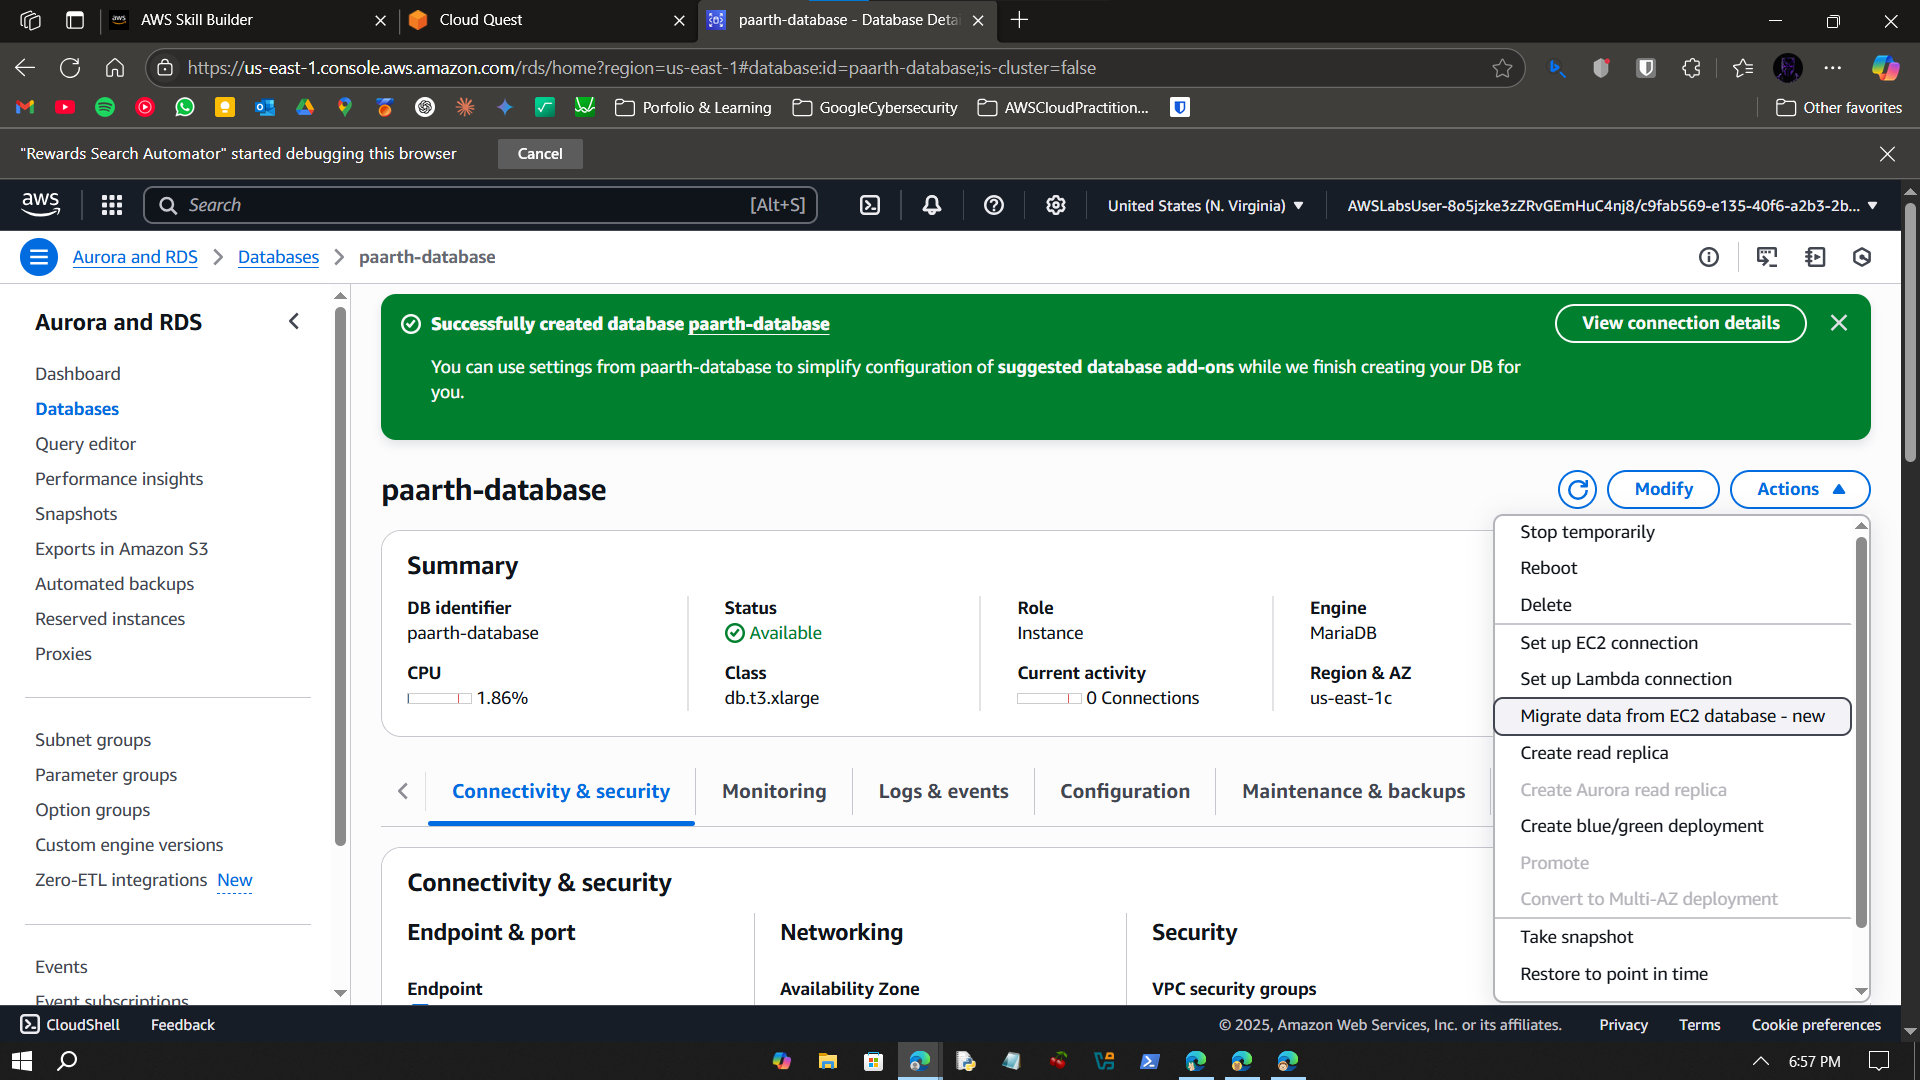 AWS Skill Builder
Cloud Quest
paarth-database - Database Deta
https://us-east-1.console.aws.amazon.com/rds/home?region=us-east-1#database:id=paarth-database;is-cluster=false
Porfolio & Learning
GoogleCybersecurity
AWSCloudPractition...
Other favorites
"Rewards Search Automator" started debugging this browser
Cancel
aws
Search
[Alt+S]
United States (N. Virginia)
AWSLabsUser-8o5jzke3zZRvGEmHuC4nj8/c9fab569-e135-40f6-a2b3-2b...
Aurora and RDS
Databases
paarth-database
Aurora and RDS
Dashboard
Databases
Query editor
Performance insights
Snapshots
Exports in Amazon S3
Automated backups
Reserved instances
Proxies
Subnet groups
Parameter groups
Option groups
Custom engine versions
Zero-ETL integrations New
Events
Event subscriptions
Successfully created database paarth-database
View connection details
You can use settings from paarth-database to simplify configuration of suggested database add-ons while we finish creating your DB for
you.
paarth-database
Modify
Actions
Summary
DB identifier
paarth-database
Status
Available
Role
Instance
Engine
MariaDB
CPU
1.86%
Class
db.t3.xlarge
Current activity
0 Connections
Region & AZ
us-east-1c
Stop temporarily
Reboot
Delete
Set up EC2 connection
Set up Lambda connection
Migrate data from EC2 database - new
Create read replica
Create Aurora read replica
Create blue/green deployment
Promote
Convert to Multi-AZ deployment
Take snapshot
Restore to point in time
Connectivity & security
Monitoring
Logs & events
Configuration
Maintenance & backups
Connectivity & security
Endpoint & port
Networking
Security
Endpoint
Availability Zone
VPC security groups
CloudShell
Feedback
© 2025, Amazon Web Services, Inc. or its affiliates.
Privacy
Terms
Cookie preferences
6:57 PM